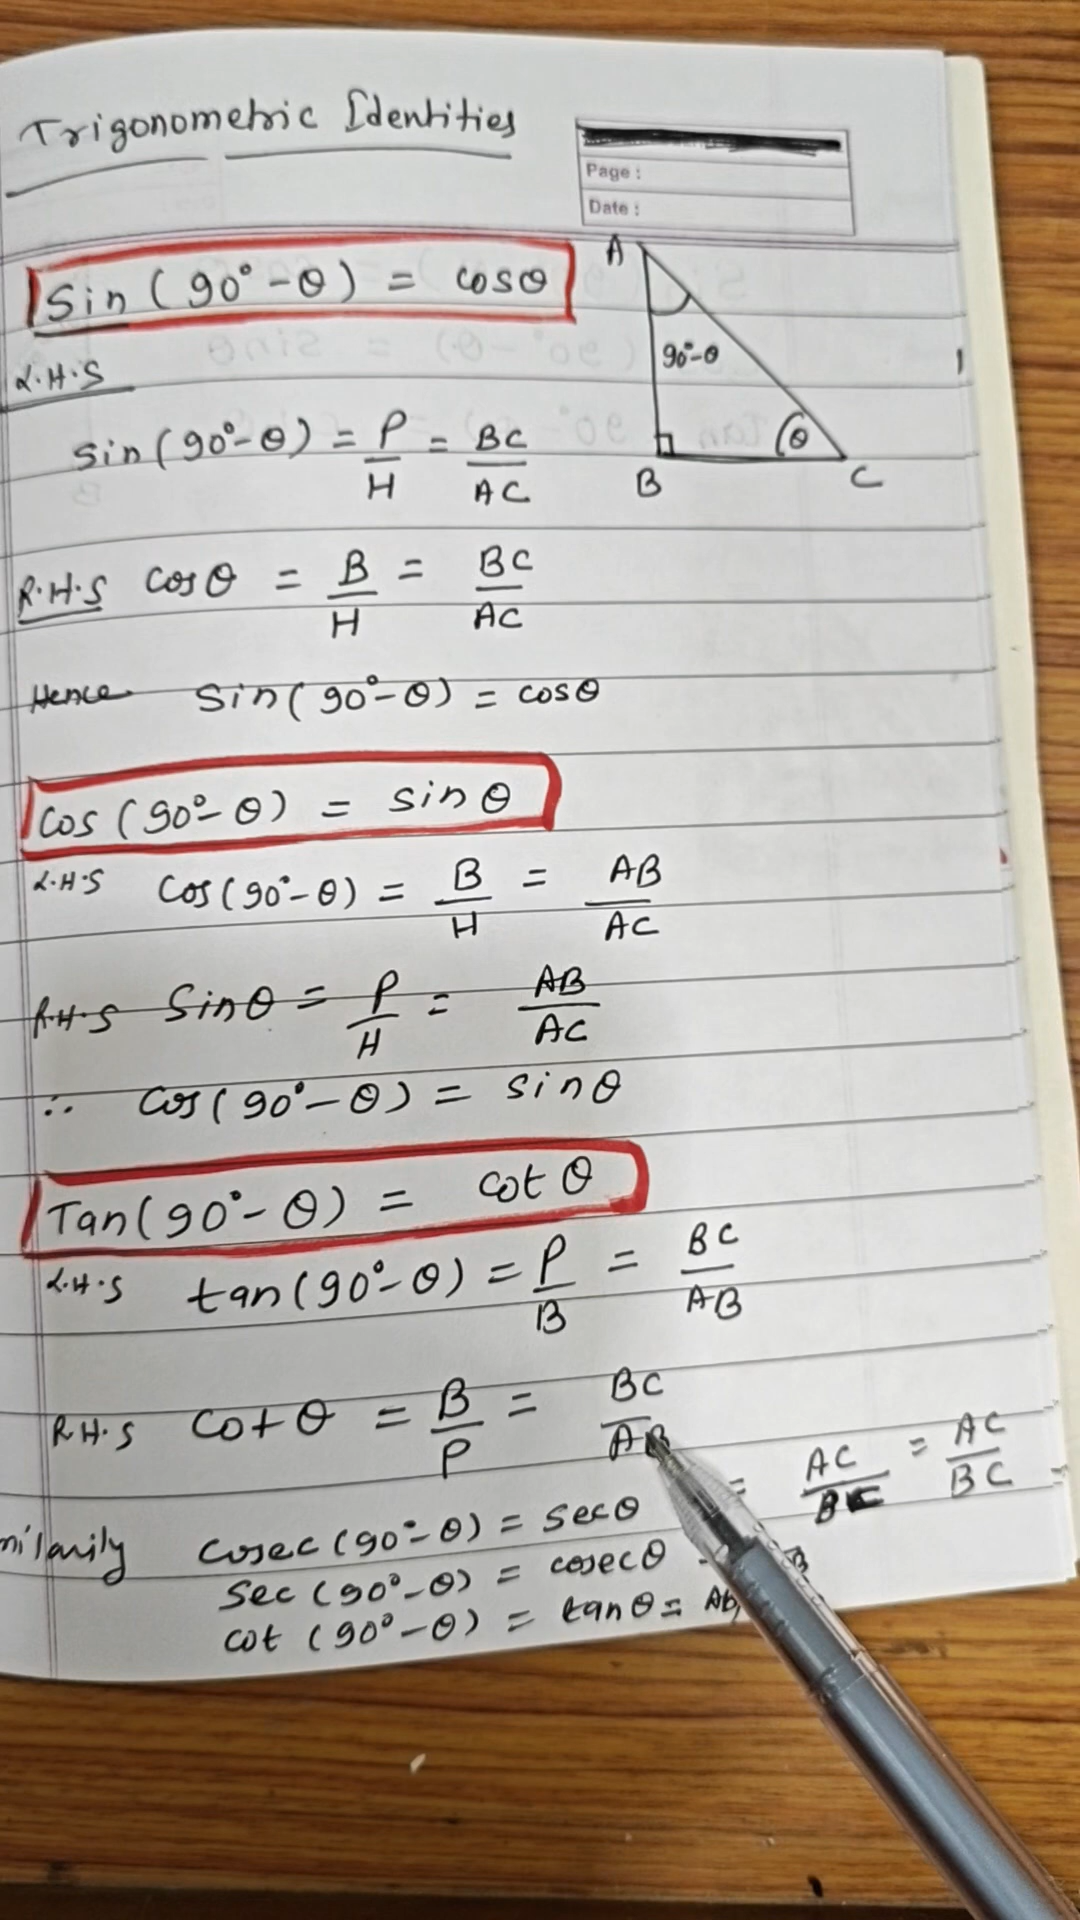 Trigonometric Identities
Page :
Date :
Sin (90° - θ) = cosθ
A
90°-θ
θ
B
C
L.H.S
sin(90°-θ) = P/H = BC/AC
R.H.S cosθ = B/H = BC/AC
Hence Sin(90°-θ) = cosθ
cos (90°-θ) = sinθ
L.H.S cos(90°-θ) = B/H = AB/AC
R.H.S Sinθ = P/H = AB/AC
∴ cos(90°-θ) = sinθ
Tan(90°-θ) = cotθ
L.H.S tan(90°-θ) = P/B = BC/AB
R.H.S Cotθ = B/P = BC/AB
milarily cosec(90°-θ) = secθ = AC/BC = AC/BC =
sec(90°-θ) = cosecθ
cot (90°-θ) = tanθ = AB